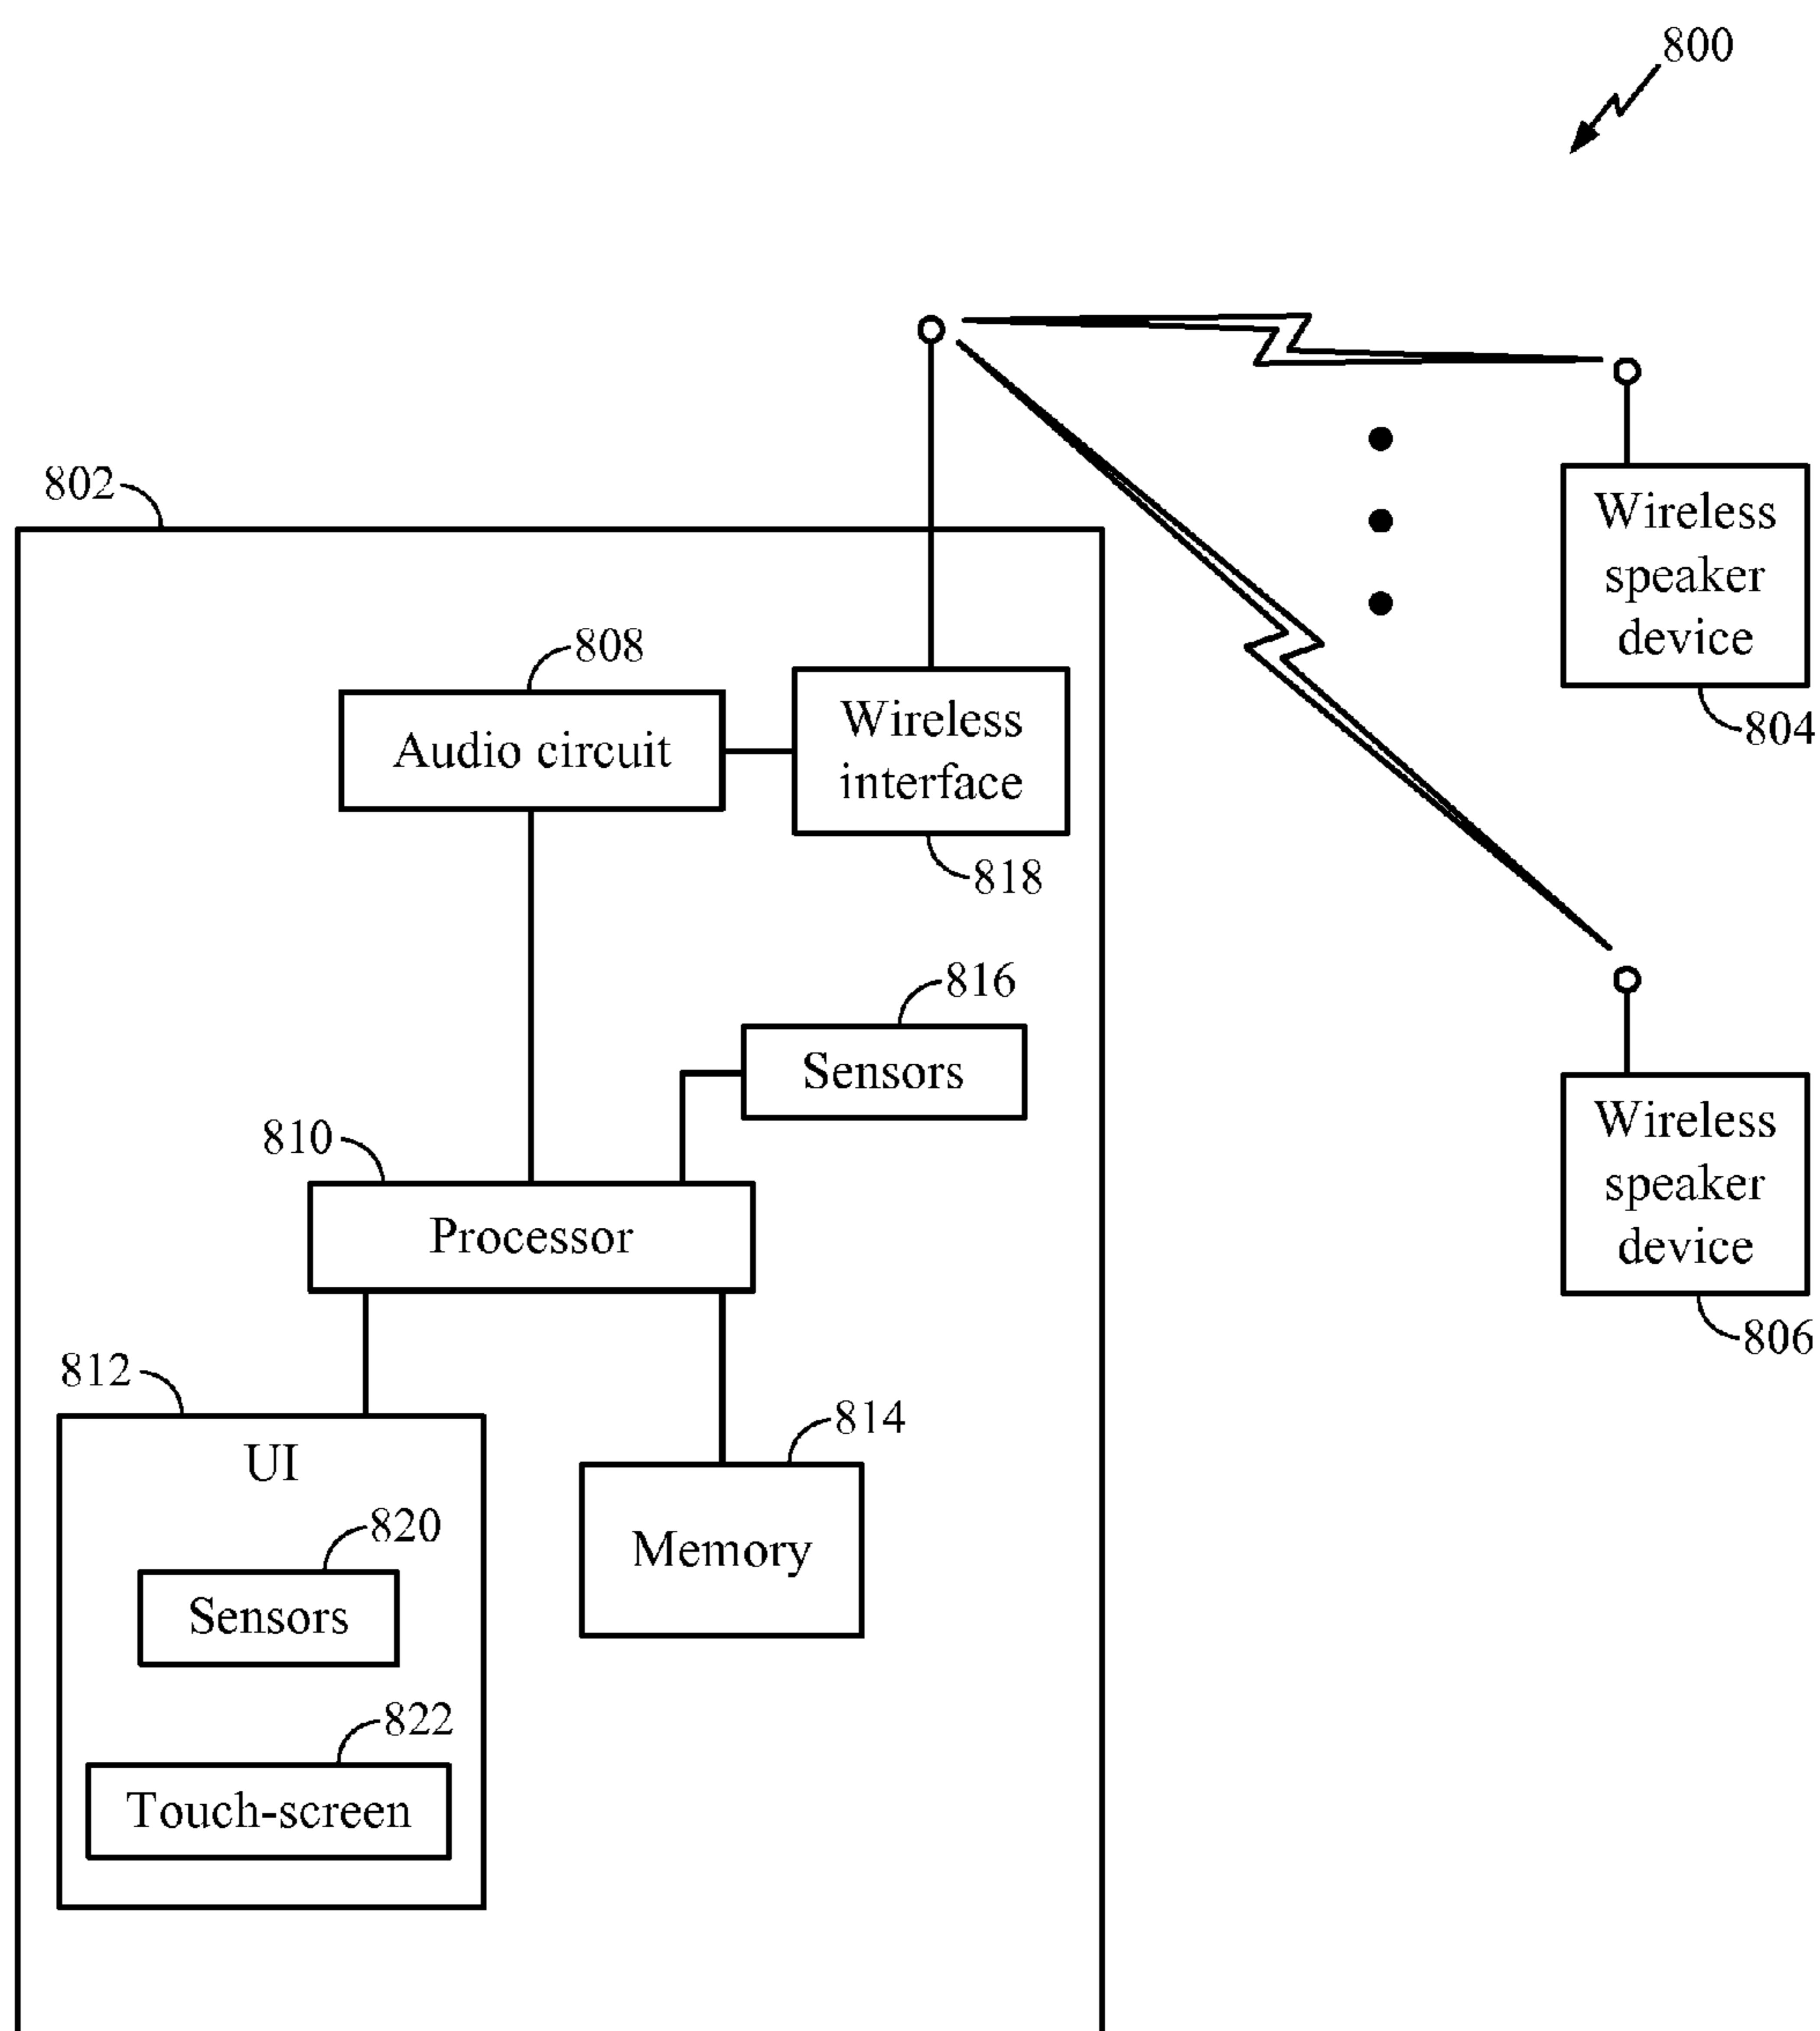 800
802
Wireless
speaker
device
804
808
Audio circuit
Wireless
interface
818
816
Sensors
810
Processor
Wireless
speaker
device
806
812
UI
814
Memory
820
Sensors
822
Touch-screen